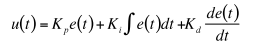 u(t) = K_p e(t) + K_i ∫ e(t)dt + K_d de(t)/dt